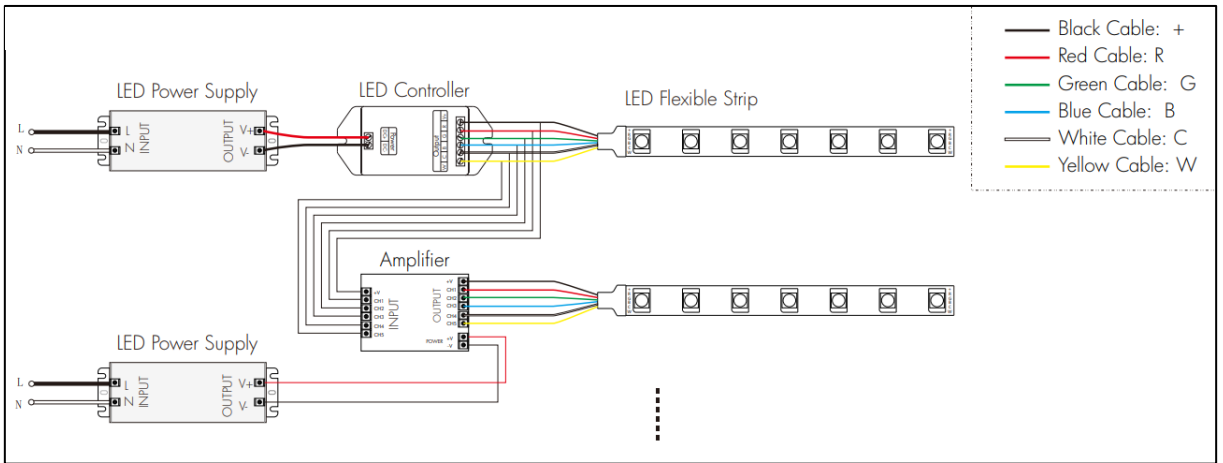 Black Cable: +
Red Cable: R
Green Cable: G
Blue Cable: B
White Cable: C
Yellow Cable: W
LED Power Supply
LED Controller
LED Flexible Strip
L
N
L
N
INPUT
OUTPUT
V+
V-
Power
Output
Amplifier
+V
CH1
CH2
CH3
CH4
CH5
INPUT
OUTPUT
+V
CH1
CH2
CH3
CH4
CH5
POWER
+V
-V
LED Power Supply
L
N
L
N
INPUT
OUTPUT
V+
V-